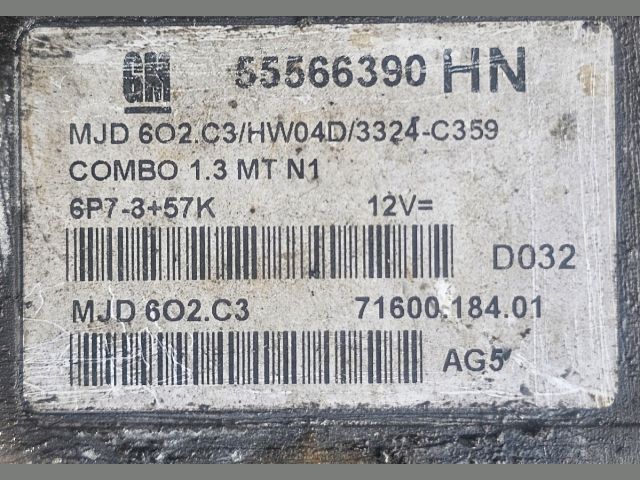 GM 55566390 HN
MJD 6O2.C3/HW04D/3324-C359
COMBO 1.3 MT N1
6P7-3+57K 12V=
D032
MJD 6O2.C3 71600.184.01
AG5